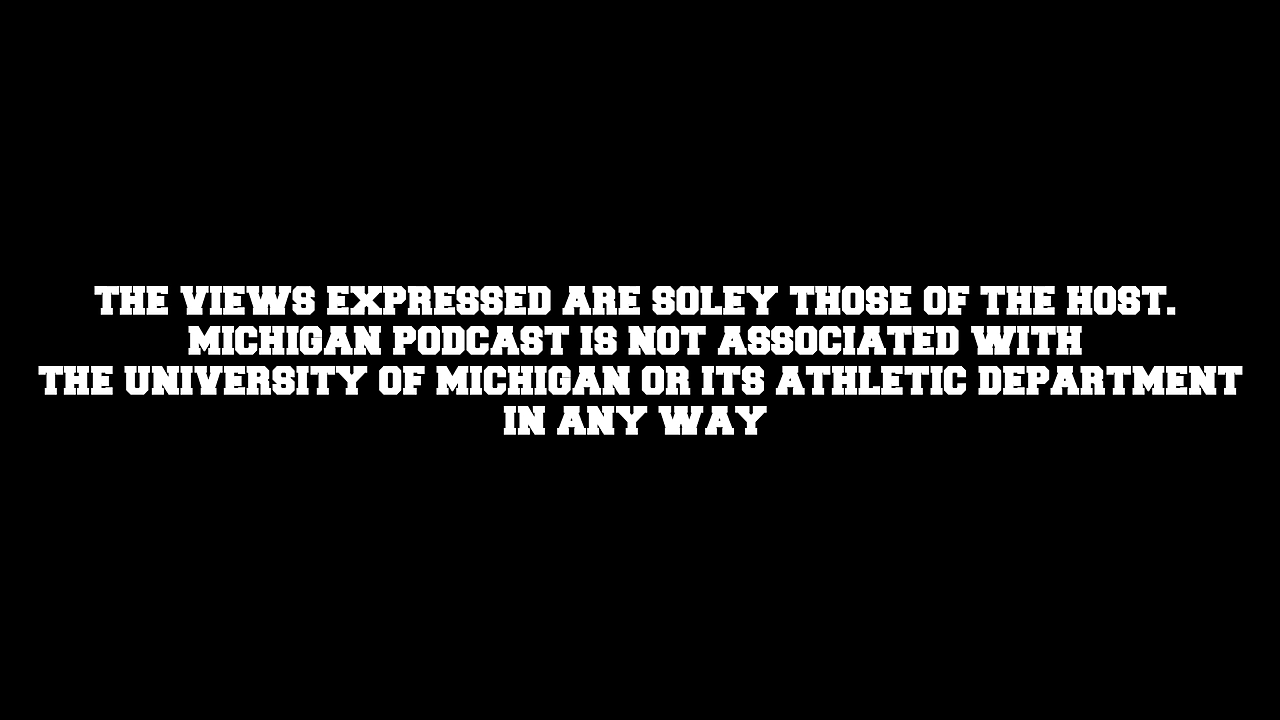 THE VIEWS EXPRESSED ARE SOLEY THOSE OF THE HOST.
MICHIGAN PODCAST IS NOT ASSOCIATED WITH
THE UNIVERSITY OF MICHIGAN OR ITS ATHLETIC DEPARTMENT
IN ANY WAY